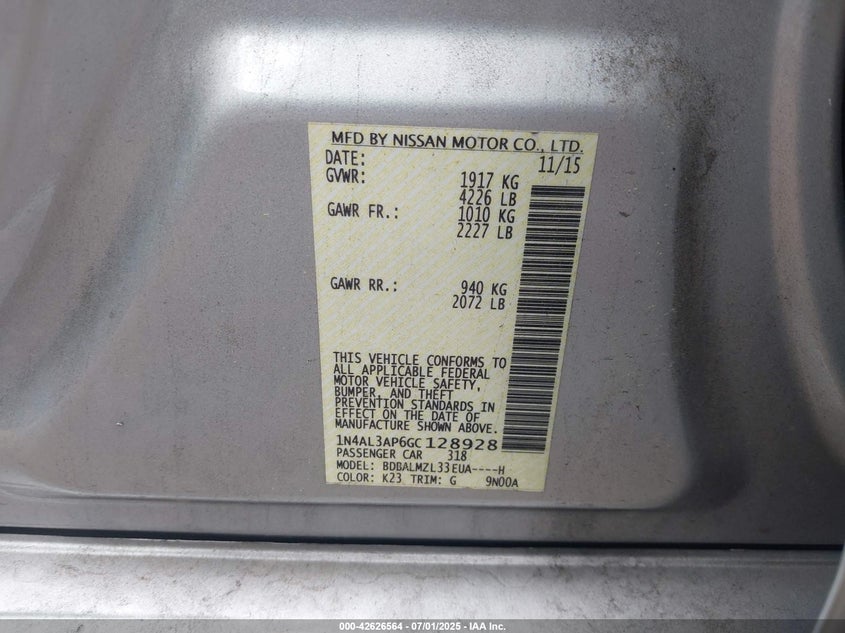 MFD BY NISSAN MOTOR CO., LTD.
DATE: 11/15
GVWR: 1917 KG
4226 LB
GAWR FR.: 1010 KG
2227 LB
GAWR RR.: 940 KG
2072 LB
THIS VEHICLE CONFORMS TO
ALL APPLICABLE FEDERAL
MOTOR VEHICLE SAFETY,
BUMPER, AND THEFT
PREVENTION STANDARDS IN
EFFECT ON THE DATE OF
MANUFACTURE SHOWN ABOVE.
1N4AL3AP6GC128928
PASSENGER CAR 318
MODEL: BDBALMZL33EUA----H
COLOR: K23 TRIM: G 9N00A
000-42626564 - 07/01/2025 - IAA Inc.